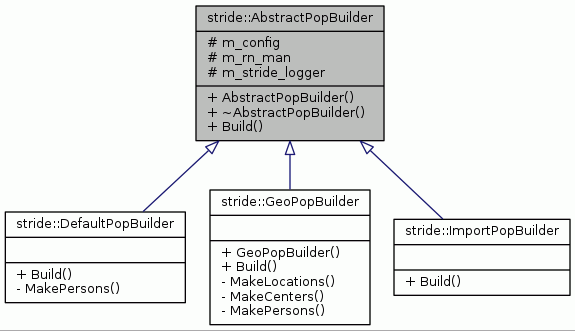 stride::AbstractPopBuilder
# m_config
# m_rn_man
# m_stride_logger
+ AbstractPopBuilder()
+ ~AbstractPopBuilder()
+ Build()
stride::DefaultPopBuilder
+ Build()
- MakePersons()
stride::GeoPopBuilder
+ GeoPopBuilder()
+ Build()
- MakeLocations()
- MakeCenters()
- MakePersons()
stride::ImportPopBuilder
+ Build()